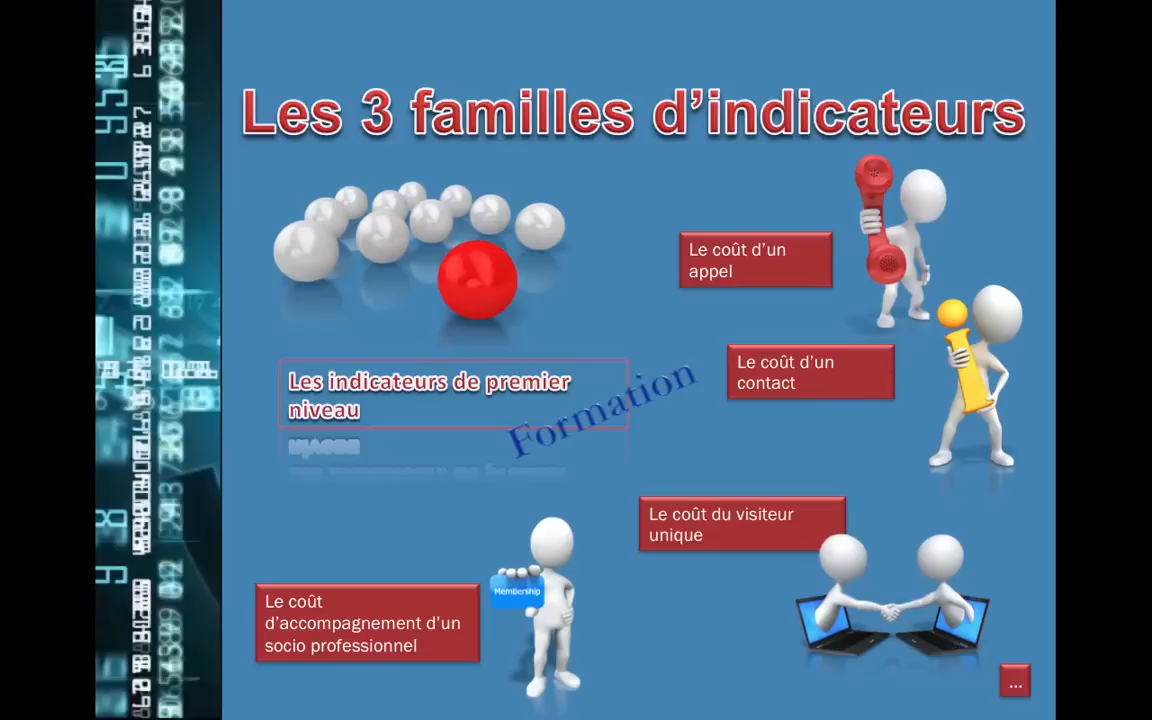 Les 3 familles d’indicateurs
Le coût d’un
appel
Le coût d’un
contact
Les indicateurs de premier
niveau
Formation
Le coût du visiteur
unique
Membership
Le coût
d’accompagnement d’un
socio professionnel
...